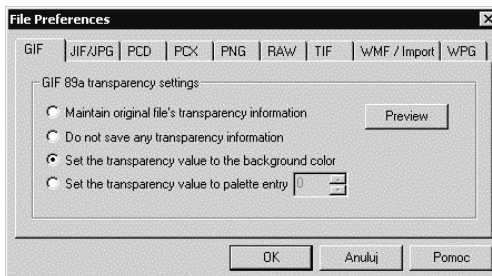 File Preferences
GIF JIF/JPG PCD PCX PNG RAW TIF WMF / Import WPG
GIF 89a transparency settings
Maintain original file's transparency information
Preview
Do not save any transparency information
Set the transparency value to the background color
Set the transparency value to palette entry 0
OK Anuluj Pomoc